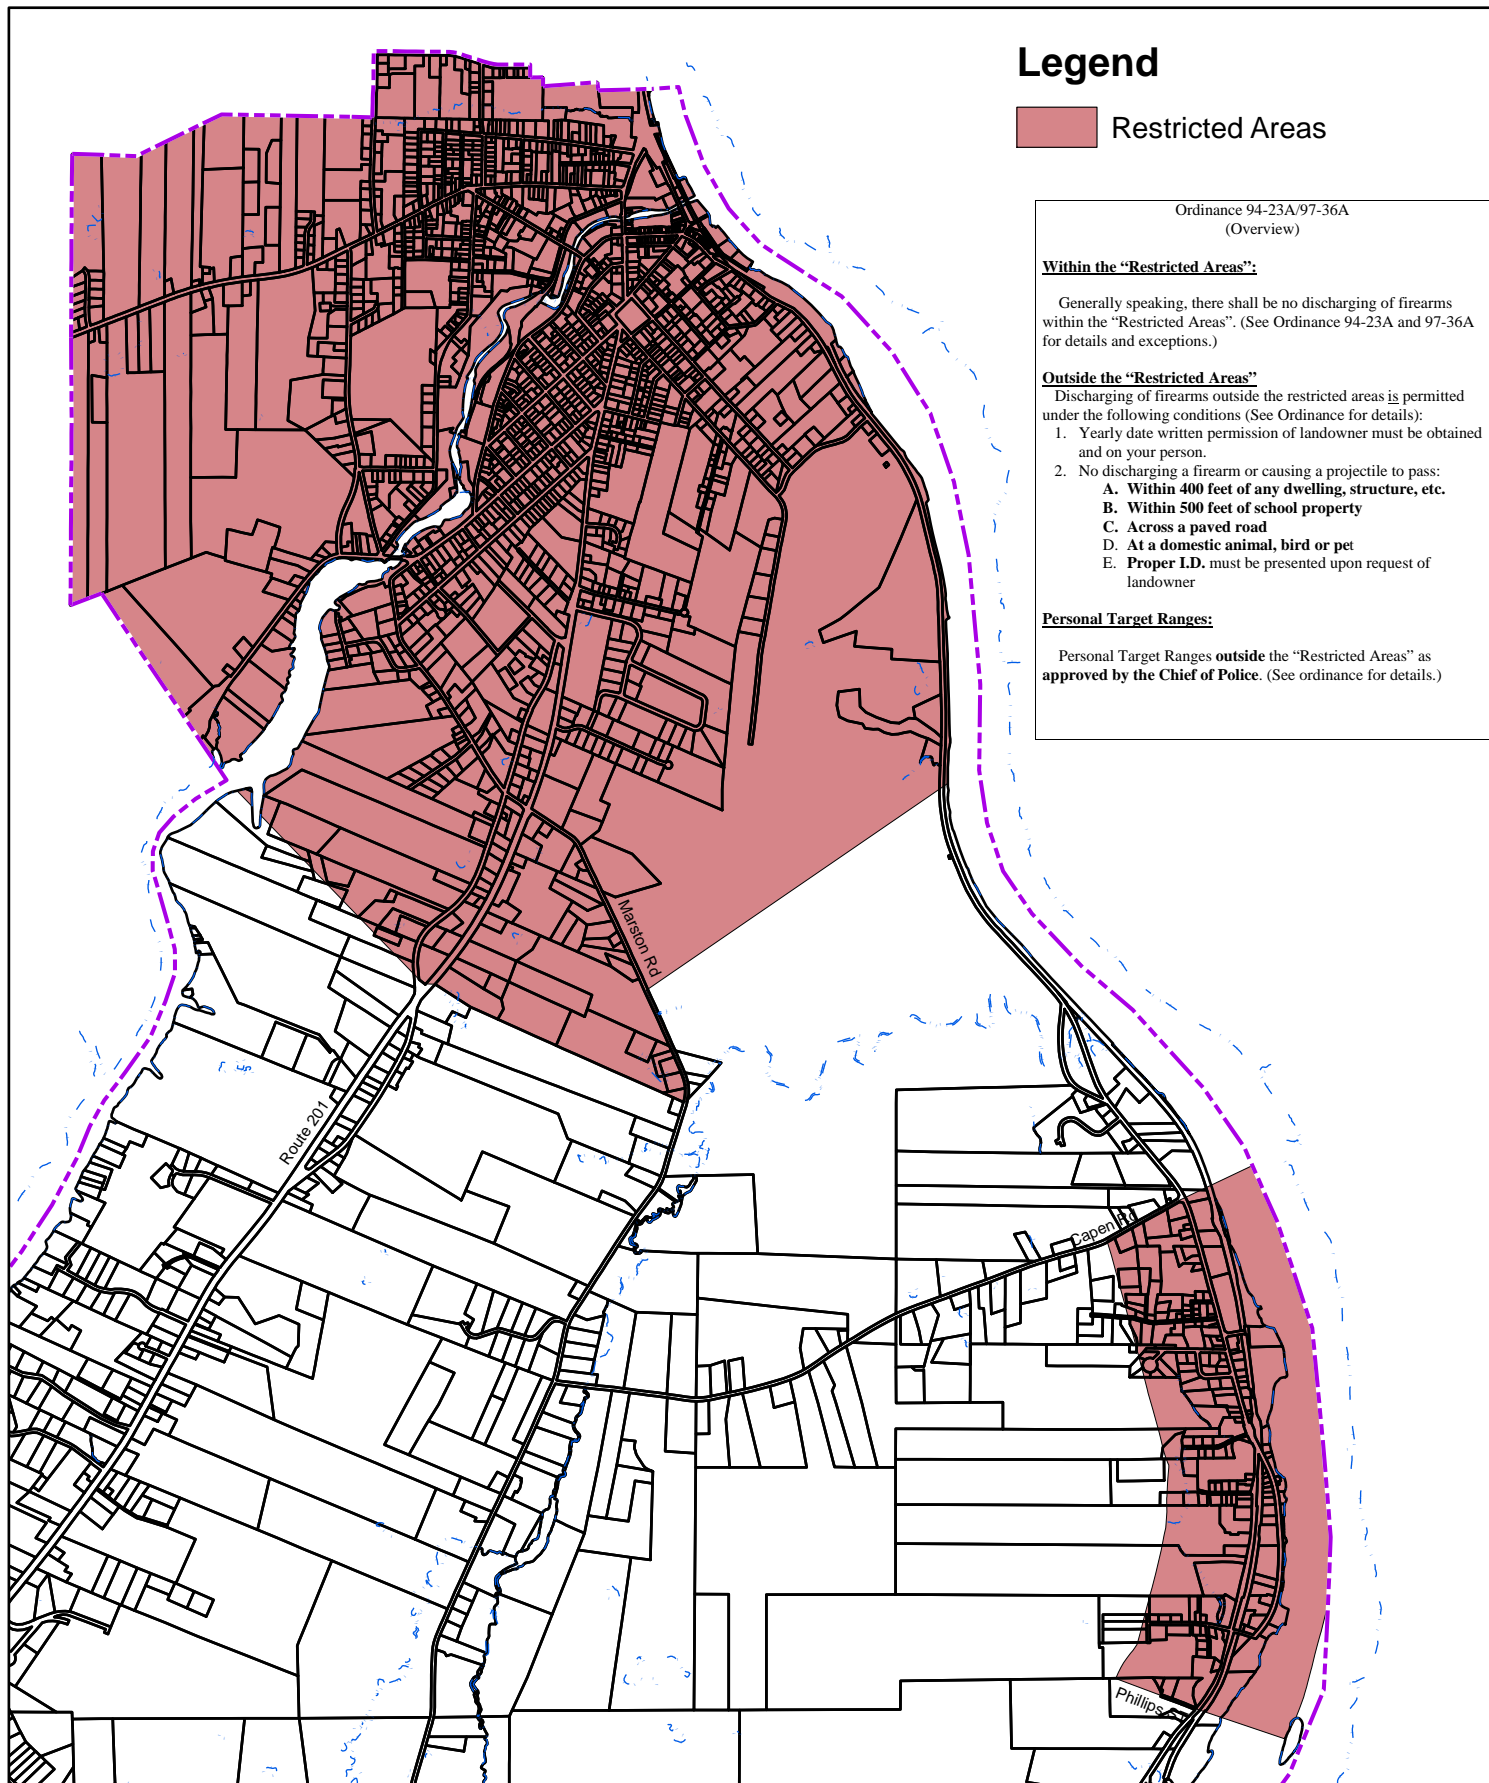 Legend
Restricted Areas
Ordinance 94-23A/97-36A
(Overview)
Within the “Restricted Areas”:
Generally speaking, there shall be no discharging of firearms
within the “Restricted Areas”. (See Ordinance 94-23A and 97-36A
for details and exceptions.)
Outside the “Restricted Areas”
Discharging of firearms outside the restricted areas is permitted
under the following conditions (See Ordinance for details):
1. Yearly date written permission of landowner must be obtained
and on your person.
2. No discharging a firearm or causing a projectile to pass:
A. Within 400 feet of any dwelling, structure, etc.
B. Within 500 feet of school property
C. Across a paved road
D. At a domestic animal, bird or pet
E. Proper I.D. must be presented upon request of
landowner
Personal Target Ranges:
Personal Target Ranges outside the “Restricted Areas” as
approved by the Chief of Police. (See ordinance for details.)
Marston Rd
Route 201
Capen Rd
Phillips